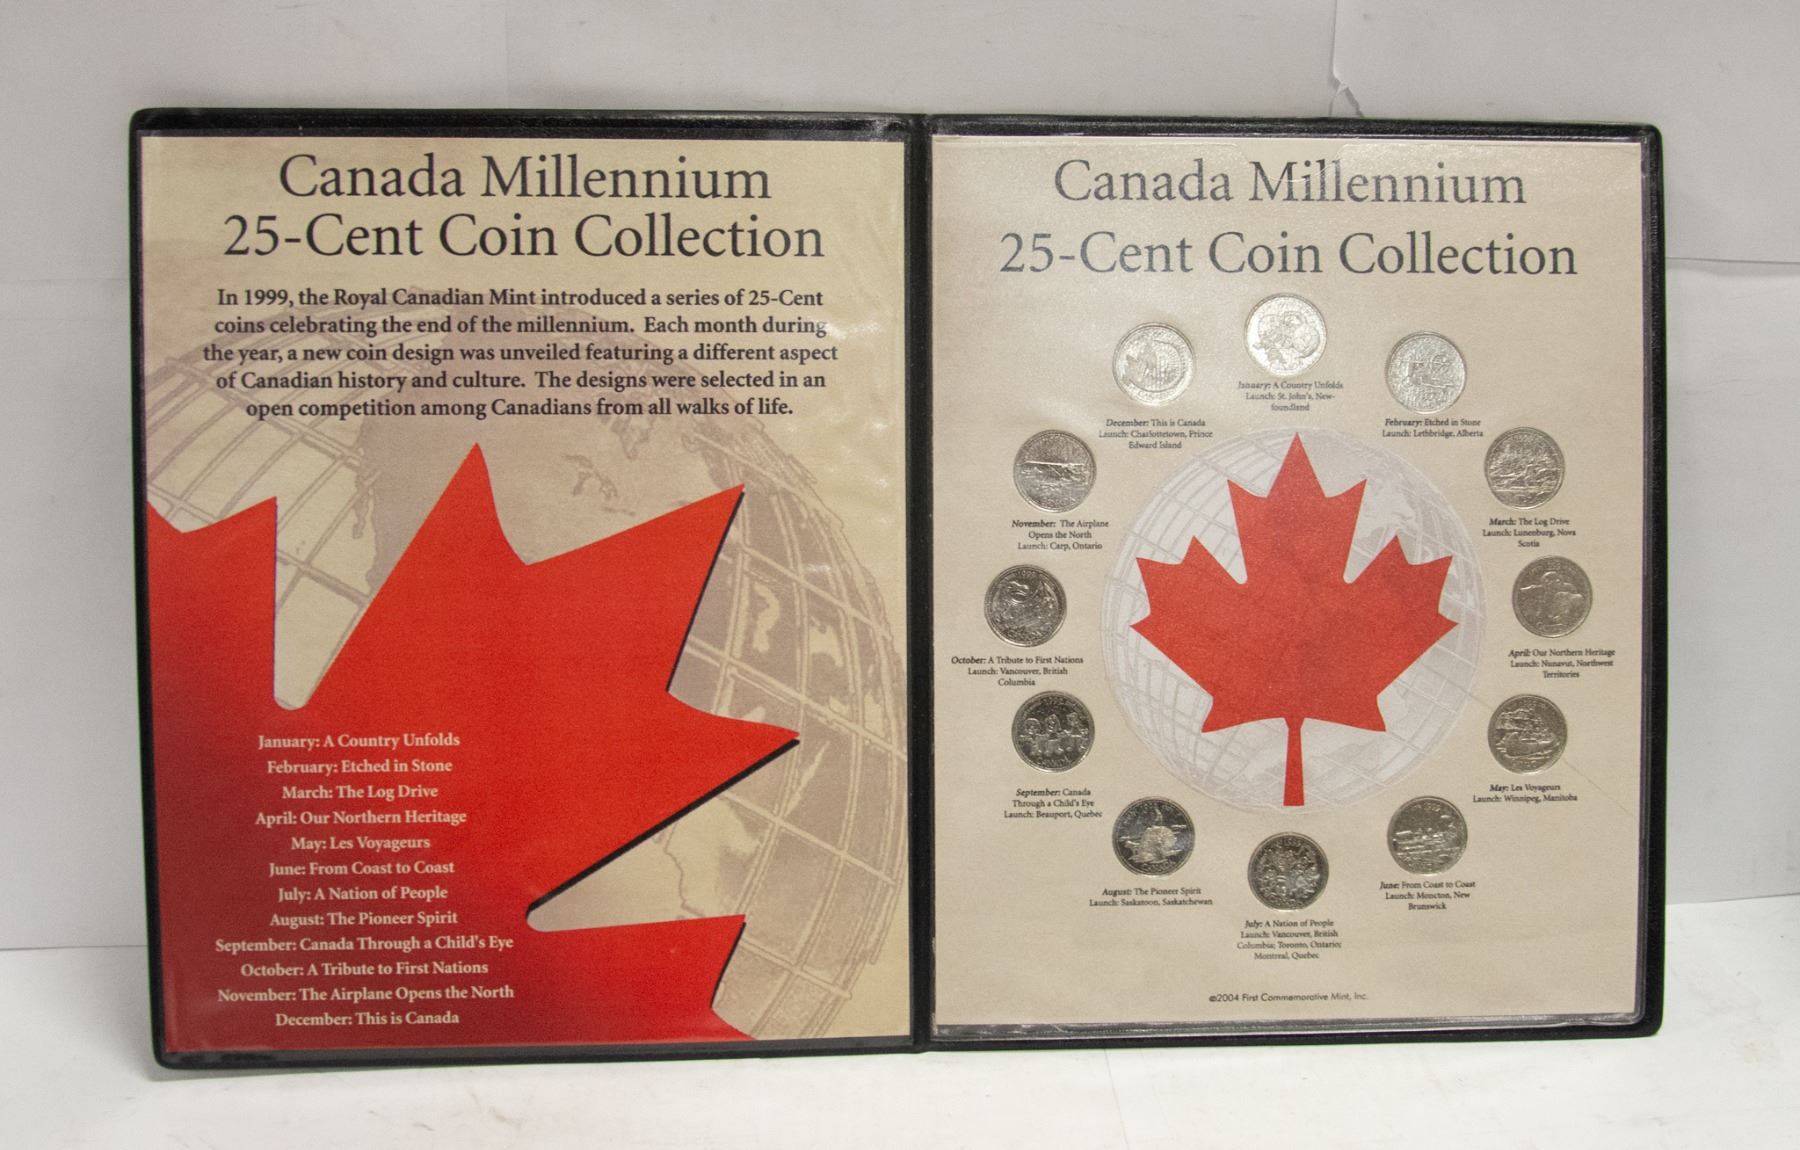 Canada Millennium
25-Cent Coin Collection
In 1999, the Royal Canadian Mint introduced a series of 25-Cent
coins celebrating the end of the millennium. Each month during
the year, a new coin design was unveiled featuring a different aspect
of Canadian history and culture. The designs were selected in an
open competition among Canadians from all walks of life.
January: A Country Unfolds
February: Etched in Stone
March: The Log Drive
April: Our Northern Heritage
May: Les Voyageurs
June: From Coast to Coast
July: A Nation of People
August: The Pioneer Spirit
September: Canada Through a Child's Eye
October: A Tribute to First Nations
November: The Airplane Opens the North
December: This is Canada
Canada Millennium
25-Cent Coin Collection
January: A Country Unfolds
Launch: St. John's, New-
foundland
February: Etched in Stone
Launch: Lethbridge, Alberta
March: The Log Drive
Launch: Lunenburg, Nova
Scotia
April: Our Northern Heritage
Launch: Nunavut, Northwest
Territories
May: Les Voyageurs
Launch: Winnipeg, Manitoba
June: From Coast to Coast
Launch: Moncton, New
Brunswick
July: A Nation of People
Launch: Vancouver, British
Columbia; Toronto, Ontario;
Montreal, Quebec
August: The Pioneer Spirit
Launch: Saskatoon, Saskatchewan
September: Canada
Through a Child's Eye
Launch: Beauport, Quebec
October: A Tribute to First Nations
Launch: Vancouver, British
Columbia
November: The Airplane
Opens the North
Launch: Carp, Ontario
December: This is Canada
Launch: Charlottetown, Prince
Edward Island
©2004 First Commemorative Mint, Inc.